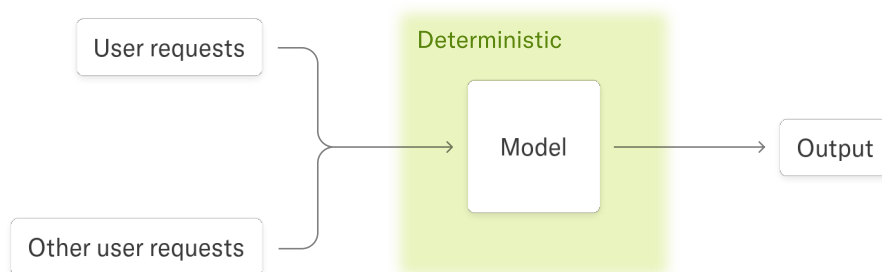 User requests
Deterministic
Model
Output
Other user requests